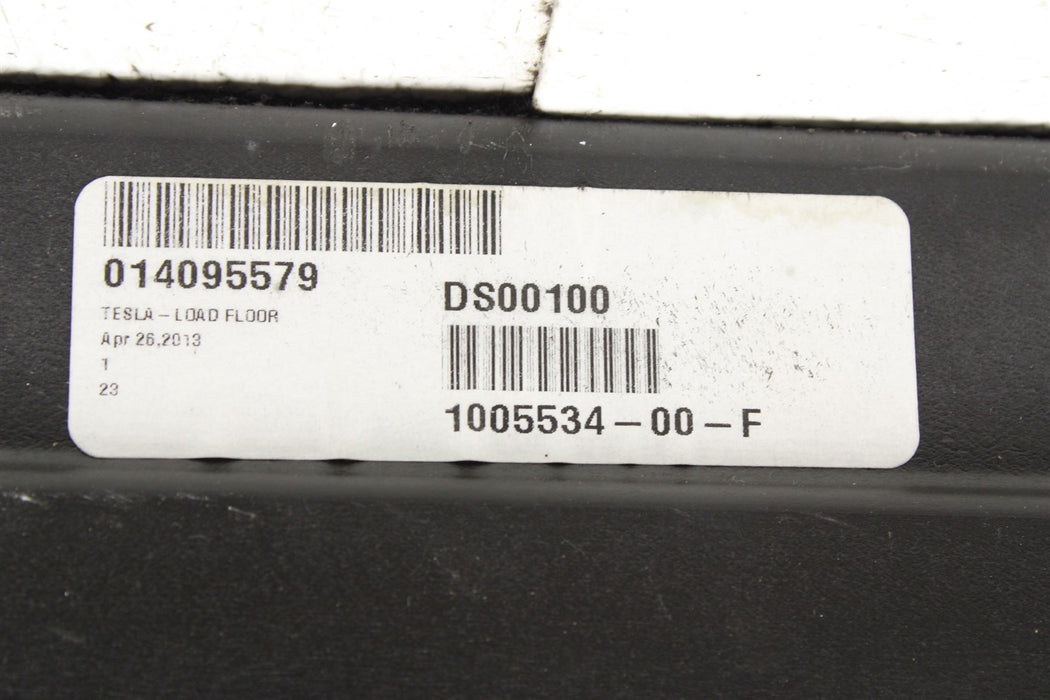 014095579
TESLA - LOAD FLOOR
Apr 26,2013
1
23
DS00100
1005534-00-F